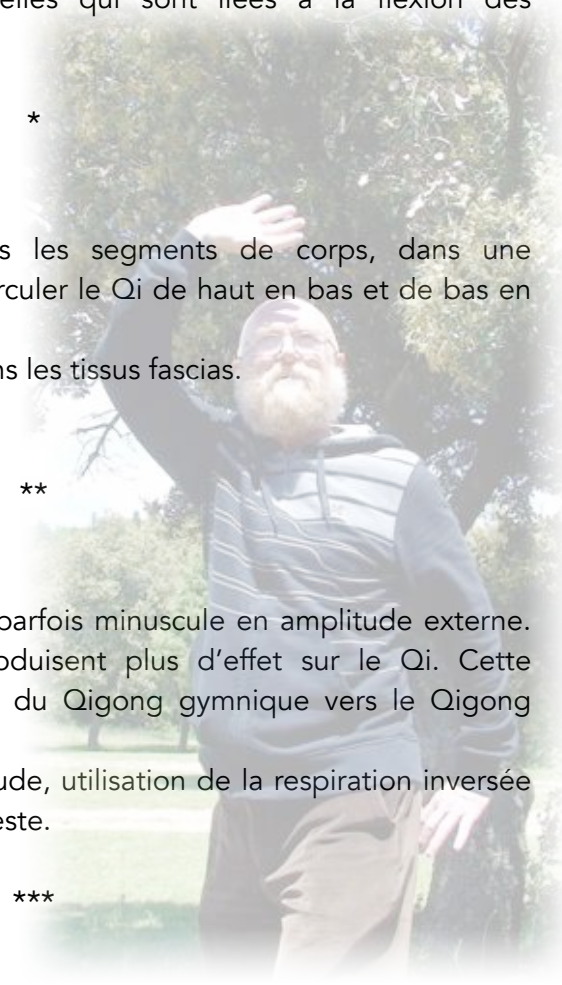 elles qui sont liées à la flexion des
*
s les segments de corps, dans une
rculer le Qi de haut en bas et de bas en
ns les tissus fascias.
**
parfois minuscule en amplitude externe.
oduisent plus d’effet sur le Qi. Cette
du Qigong gymnique vers le Qigong
ude, utilisation de la respiration inversée
este.
***